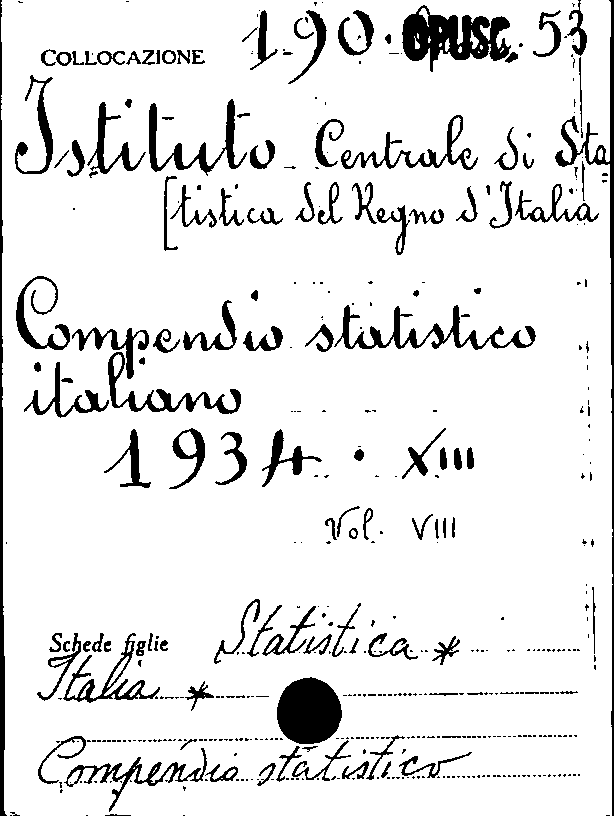 COLLOCAZIONE 190. OPUSC. 53
Istituto Centrale di Sta=
[tistica del Regno d'Italia
Compendio statistico
italiano
1934 · XIII
Vol. VIII
Schede figlie Statistica *
Italia *
Compendio statistico